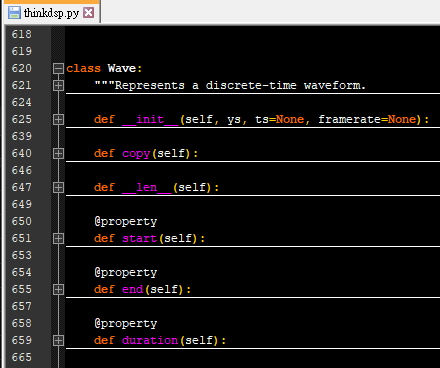 thinkdsp.py
618
619
620 class Wave:
621 """Represents a discrete-time waveform.
624
625 def __init__(self, ys, ts=None, framerate=None):
639
640 def copy(self):
646
647 def __len__(self):
649
650 @property
651 def start(self):
653
654 @property
655 def end(self):
657
658 @property
659 def duration(self):
665